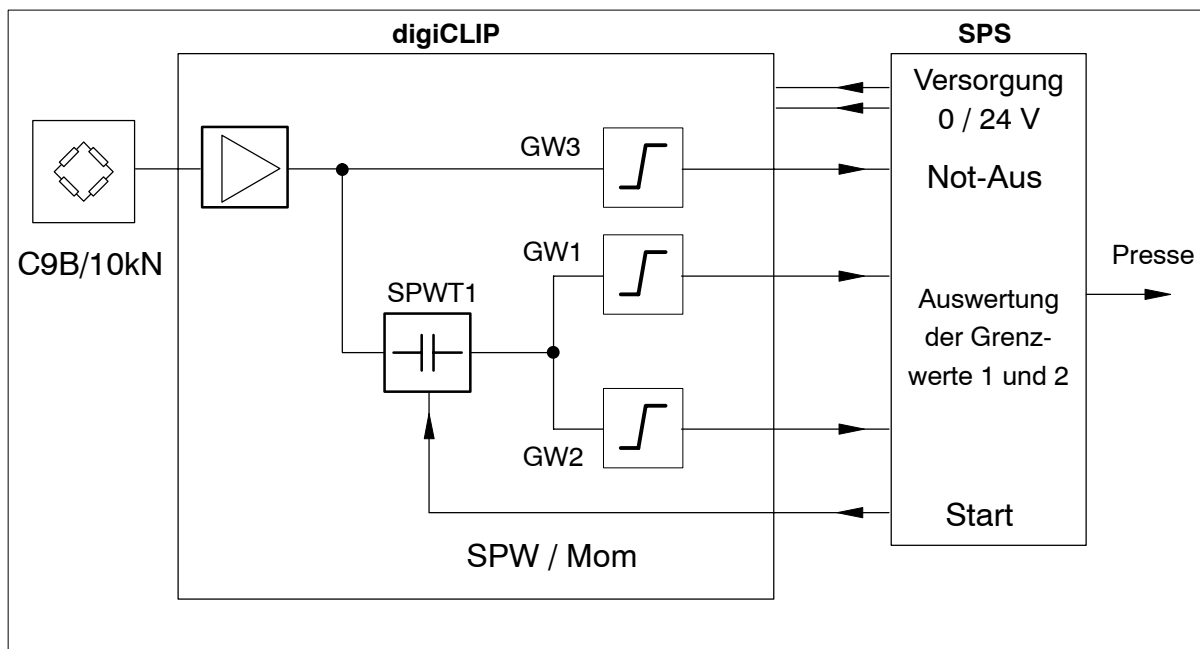 digiCLIP
SPS
C9B/10kN
GW3
GW1
SPWT1
GW2
SPW / Mom
Versorgung
0 / 24 V
Not-Aus
Auswertung
der Grenz-
werte 1 und 2
Start
Presse